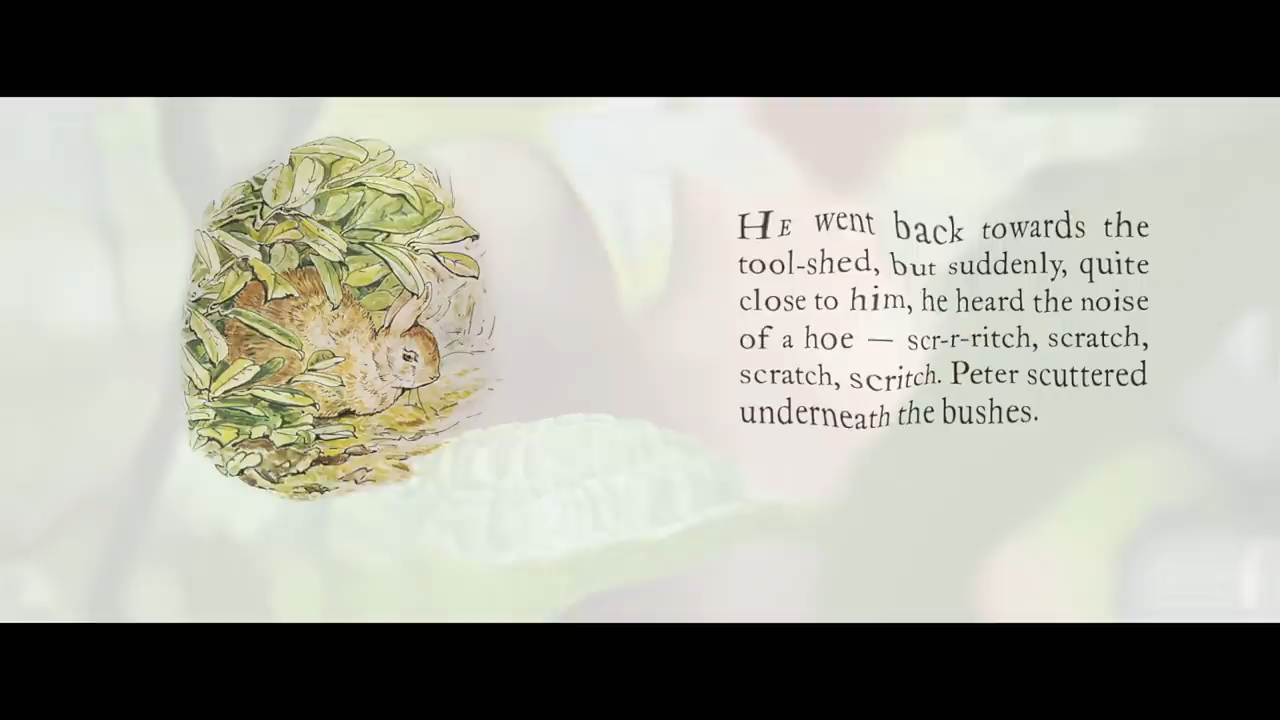 HE went back towards the
tool-shed, but suddenly, quite
close to him, he heard the noise
of a hoe — scr-r-ritch, scratch,
scratch, scritch. Peter scuttered
underneath the bushes.